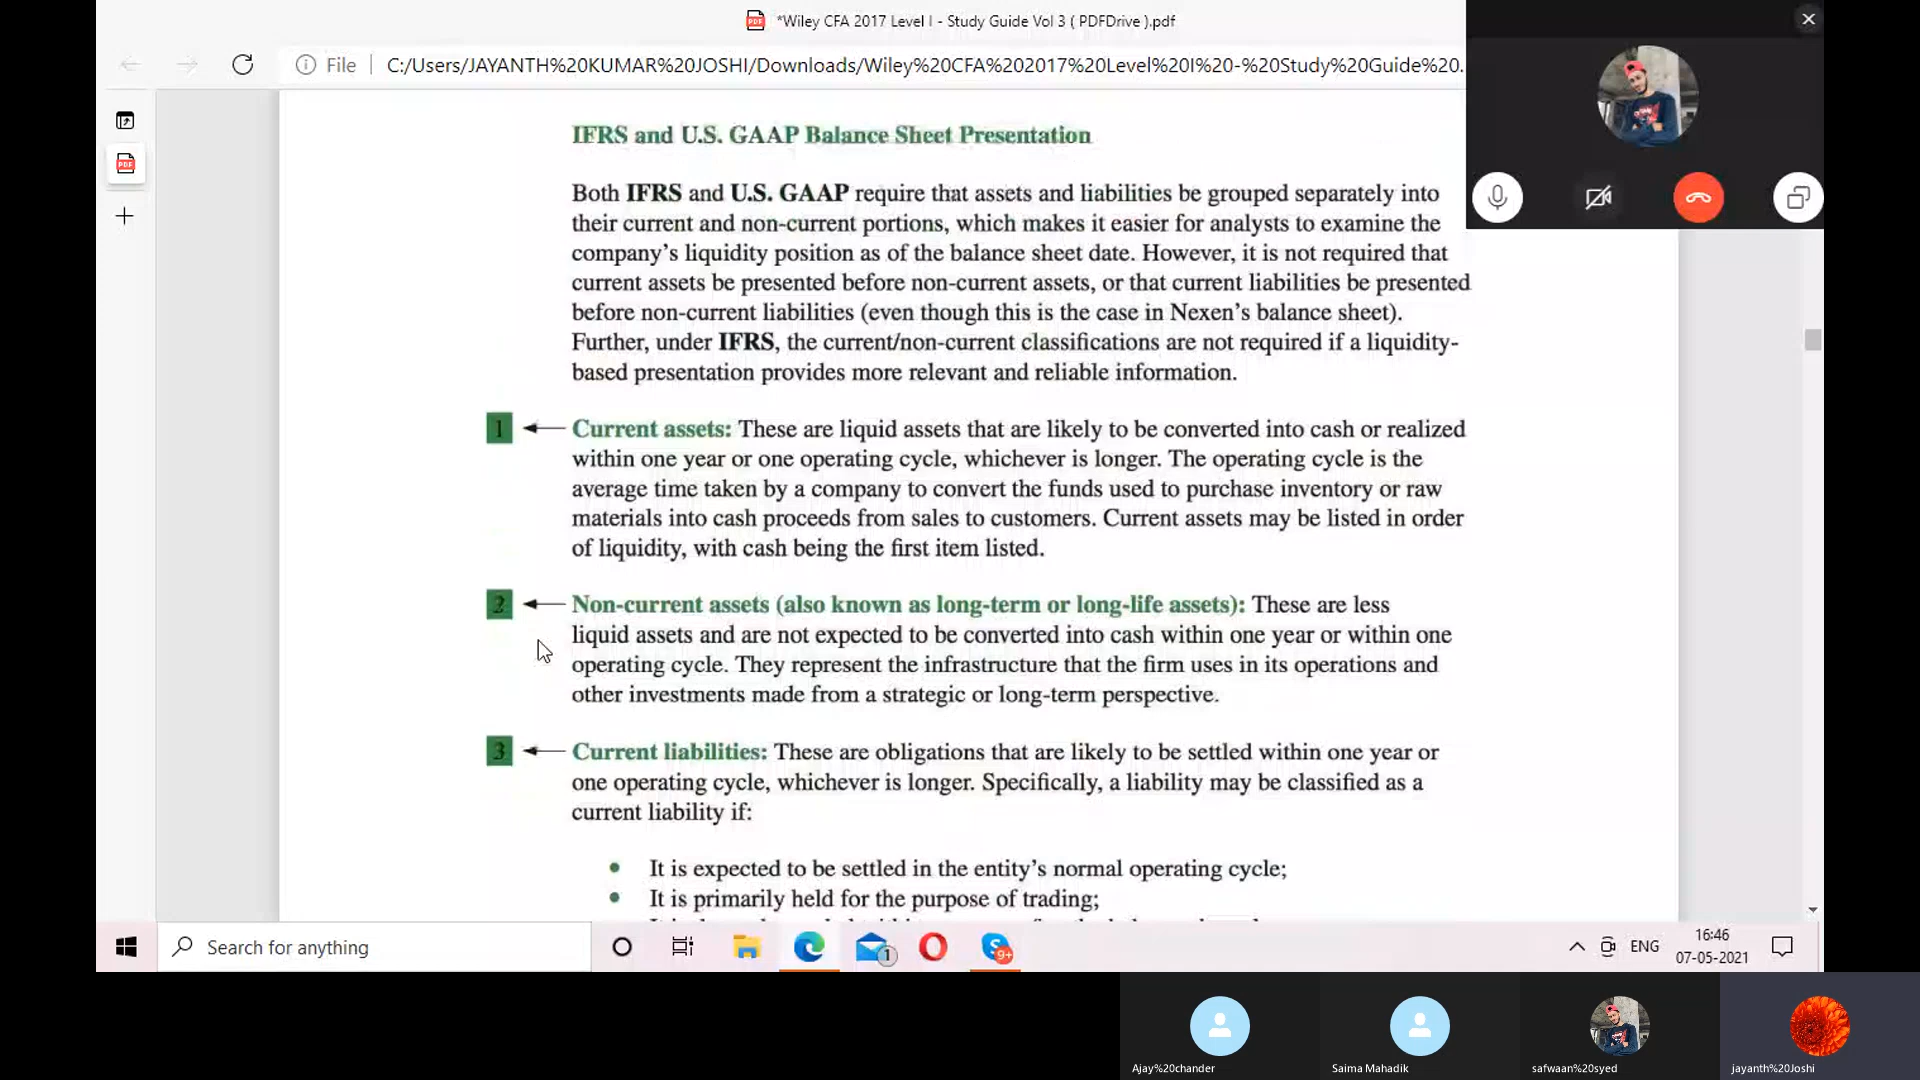 *Wiley CFA 2017 Level I - Study Guide Vol 3 ( PDFDrive ).pdf
File
C:/Users/JAYANTH%20KUMAR%20JOSHI/Downloads/Wiley%20CFA%202017%20Level%20I%20-%20Study%20Guide%20.
IFRS and U.S. GAAP Balance Sheet Presentation
Both IFRS and U.S. GAAP require that assets and liabilities be grouped separately into
their current and non-current portions, which makes it easier for analysts to examine the
company's liquidity position as of the balance sheet date. However, it is not required that
current assets be presented before non-current assets, or that current liabilities be presented
before non-current liabilities (even though this is the case in Nexen's balance sheet).
Further, under IFRS, the current/non-current classifications are not required if a liquidity-
based presentation provides more relevant and reliable information.
1 Current assets: These are liquid assets that are likely to be converted into cash or realized
within one year or one operating cycle, whichever is longer. The operating cycle is the
average time taken by a company to convert the funds used to purchase inventory or raw
materials into cash proceeds from sales to customers. Current assets may be listed in order
of liquidity, with cash being the first item listed.
2 Non-current assets (also known as long-term or long-life assets): These are less
liquid assets and are not expected to be converted into cash within one year or within one
operating cycle. They represent the infrastructure that the firm uses in its operations and
other investments made from a strategic or long-term perspective.
3 Current liabilities: These are obligations that are likely to be settled within one year or
one operating cycle, whichever is longer. Specifically, a liability may be classified as a
current liability if:
• It is expected to be settled in the entity's normal operating cycle;
• It is primarily held for the purpose of trading;
Search for anything
1
9+
ENG
16:46
07-05-2021
Ajay%20chander
Saima Mahadik
safwaan%20syed
jayanth%20Joshi